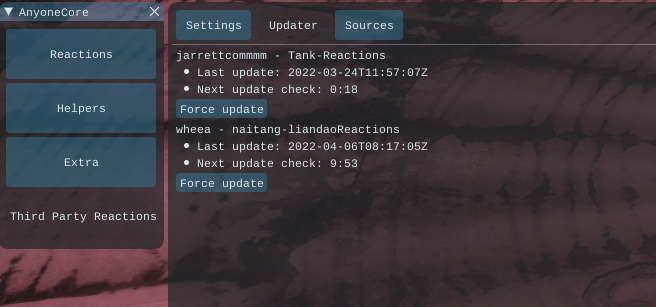 AnyoneCore
Reactions
Helpers
Extra
Third Party Reactions
Settings Updater Sources
jarrettcommmm - Tank-Reactions
Last update: 2022-03-24T11:57:07Z
Next update check: 0:18
Force update
wheea - naitang-liandaoReactions
Last update: 2022-04-06T08:17:05Z
Next update check: 9:53
Force update